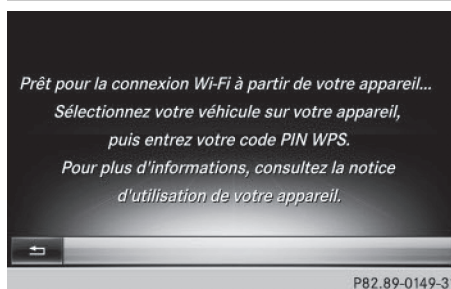 Prêt pour la connexion Wi-Fi à partir de votre appareil...
Sélectionnez votre véhicule sur votre appareil,
puis entrez votre code PIN WPS.
Pour plus d'informations, consultez la notice
d'utilisation de votre appareil.
P82.89-0149-31